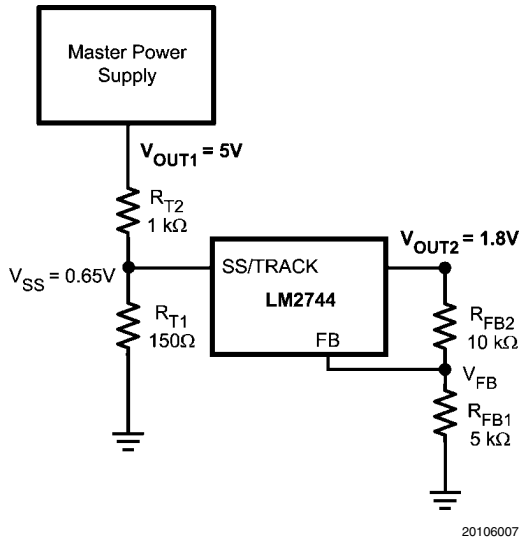 Master Power
Supply
VOUT1 = 5V
RT2
1 kΩ
VSS = 0.65V
SS/TRACK
VOUT2 = 1.8V
LM2744
RT1
150Ω
FB
RFB2
10 kΩ
VFB
RFB1
5 kΩ
20106007